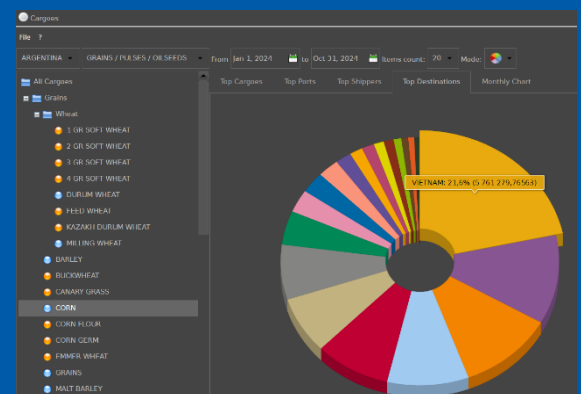 Cargoes
File ?
ARGENTINA GRAINS / PULSES / OILSEEDS From Jan 1, 2024 to Oct 31, 2024 Items count: 20 Mode:
All Cargoes
Top Cargoes Top Ports Top Shippers Top Destinations Monthly Chart
Grains
Wheat
1 GR SOFT WHEAT
2 GR SOFT WHEAT
3 GR SOFT WHEAT
4 GR SOFT WHEAT
DURUM WHEAT
FEED WHEAT
KAZAKH DURUM WHEAT
MILLING WHEAT
BARLEY
BUCKWHEAT
CANARY GRASS
CORN
CORN FLOUR
CORN GERM
EMMER WHEAT
GRAINS
MALT BARLEY
VIETNAM: 21,6% (5 761 279,76563)